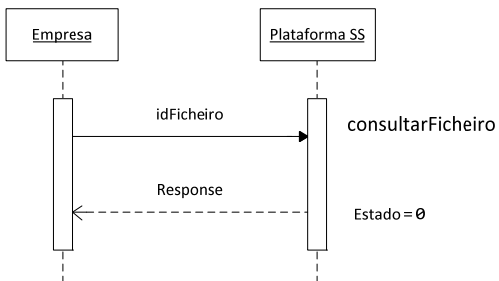 Empresa
Plataforma SS
idFicheiro
consultarFicheiro
Response
Estado = 0